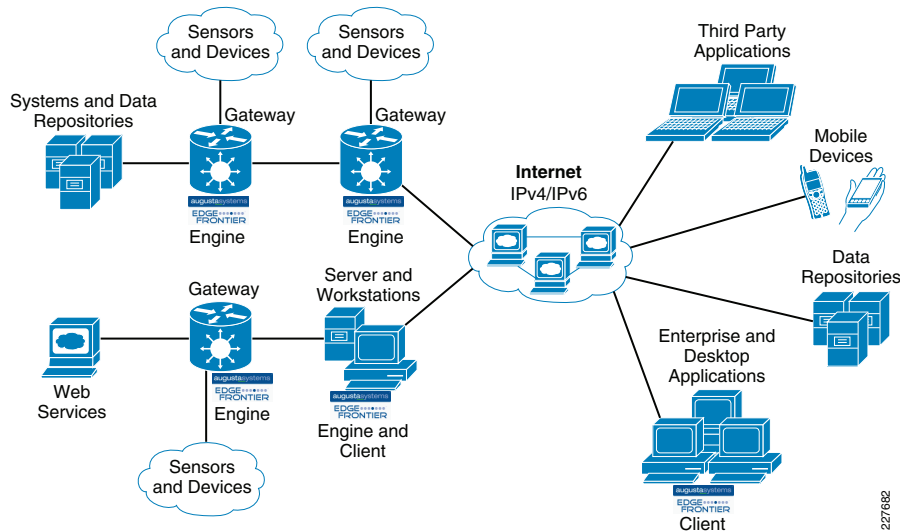 Sensors
and Devices
Sensors
and Devices
Third Party
Applications
Systems and Data
Repositories
Gateway
Gateway
Mobile
Devices
Internet
IPv4/IPv6
augustasystems
EDGE
FRONTIER
Engine
augustasystems
EDGE
FRONTIER
Engine
Data
Repositories
Gateway
Server and
Workstations
Enterprise and
Desktop
Applications
Web
Services
augustasystems
EDGE
FRONTIER
Engine
augustasystems
EDGE
FRONTIER
Engine and
Client
Sensors
and Devices
augustasystems
EDGE
FRONTIER
Client
227682